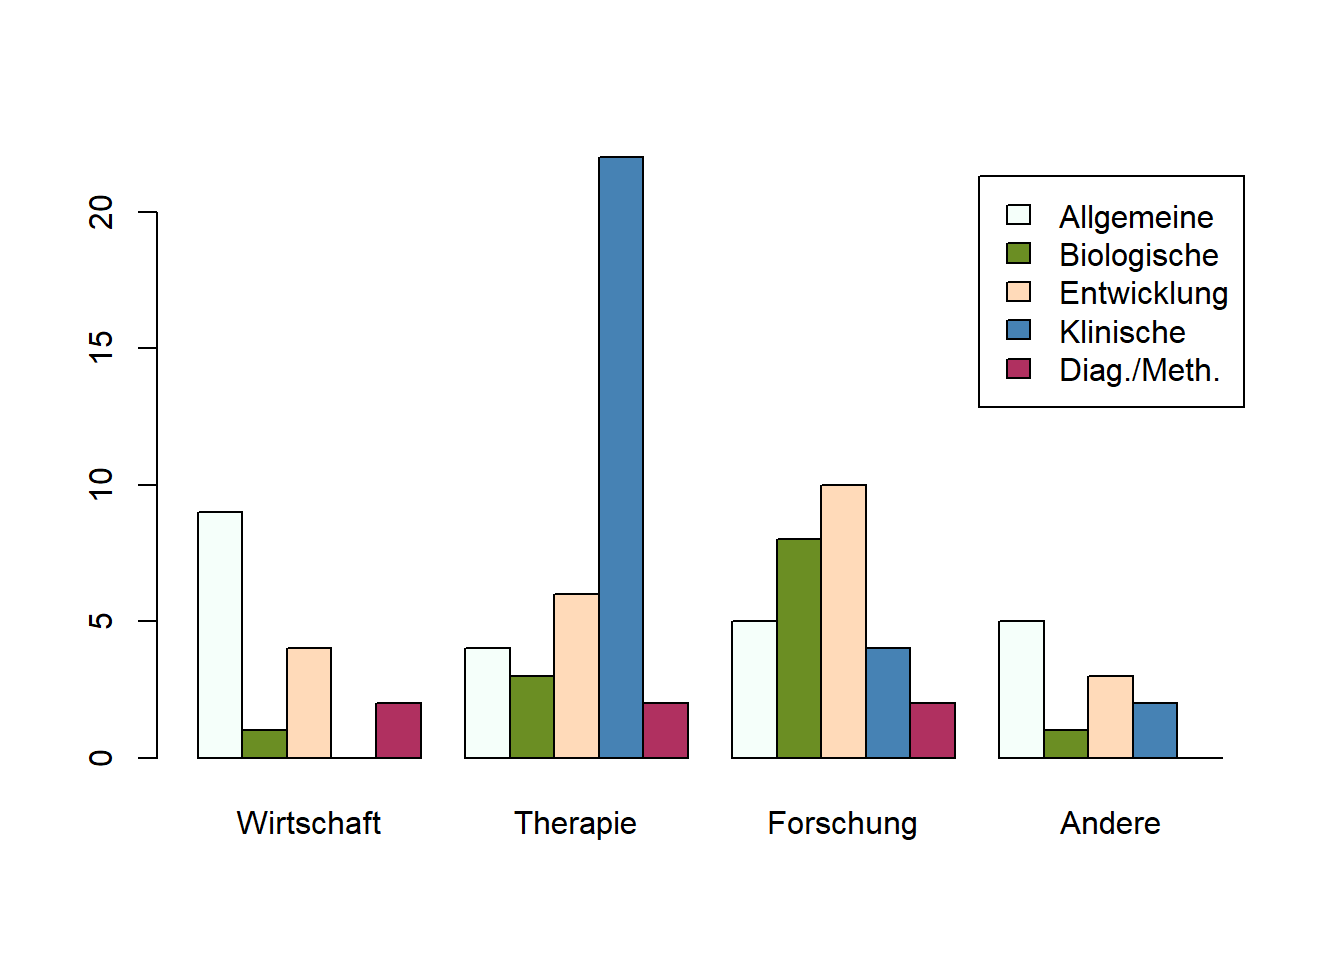 20
15
10
5
0
Allgemeine
Biologische
Entwicklung
Klinische
Diag./Meth.
Wirtschaft Therapie Forschung Andere